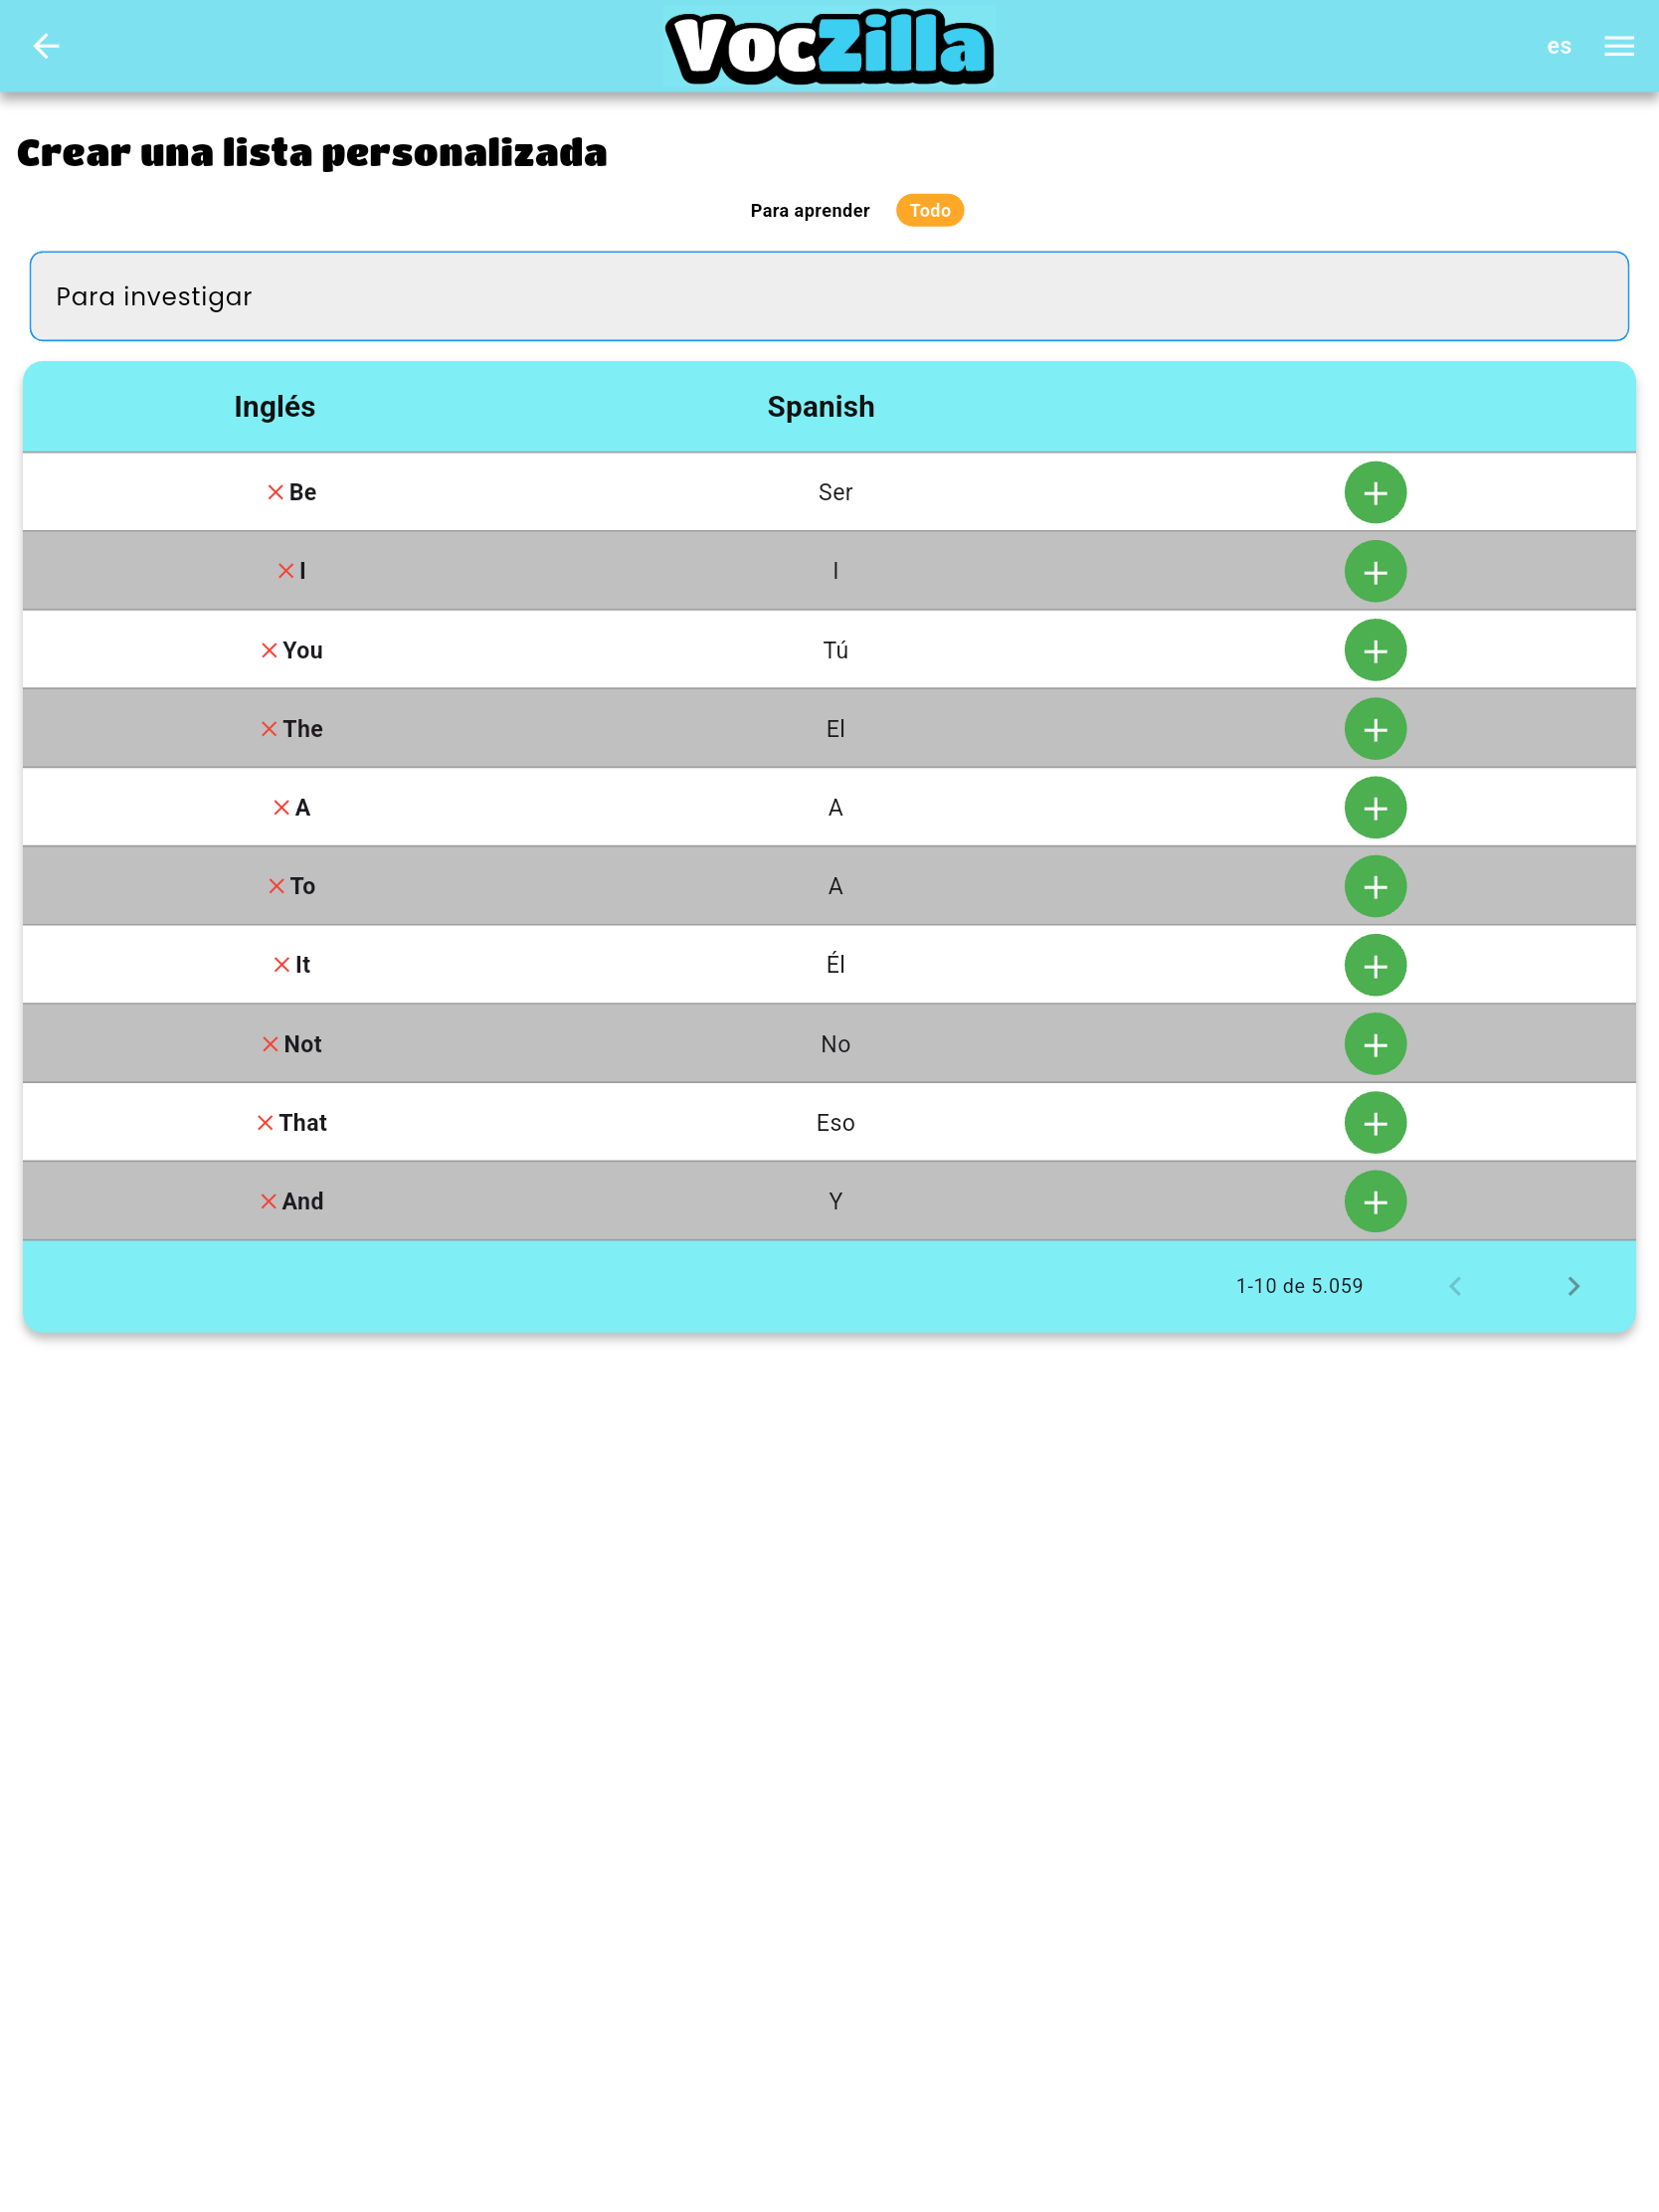 VocZilla
es
Crear una lista personalizada
Para aprender Todo
Para investigar
Inglés Spanish
Be Ser
I I
You Tú
The El
A A
To A
It Él
Not No
That Eso
And Y
1-10 de 5.059